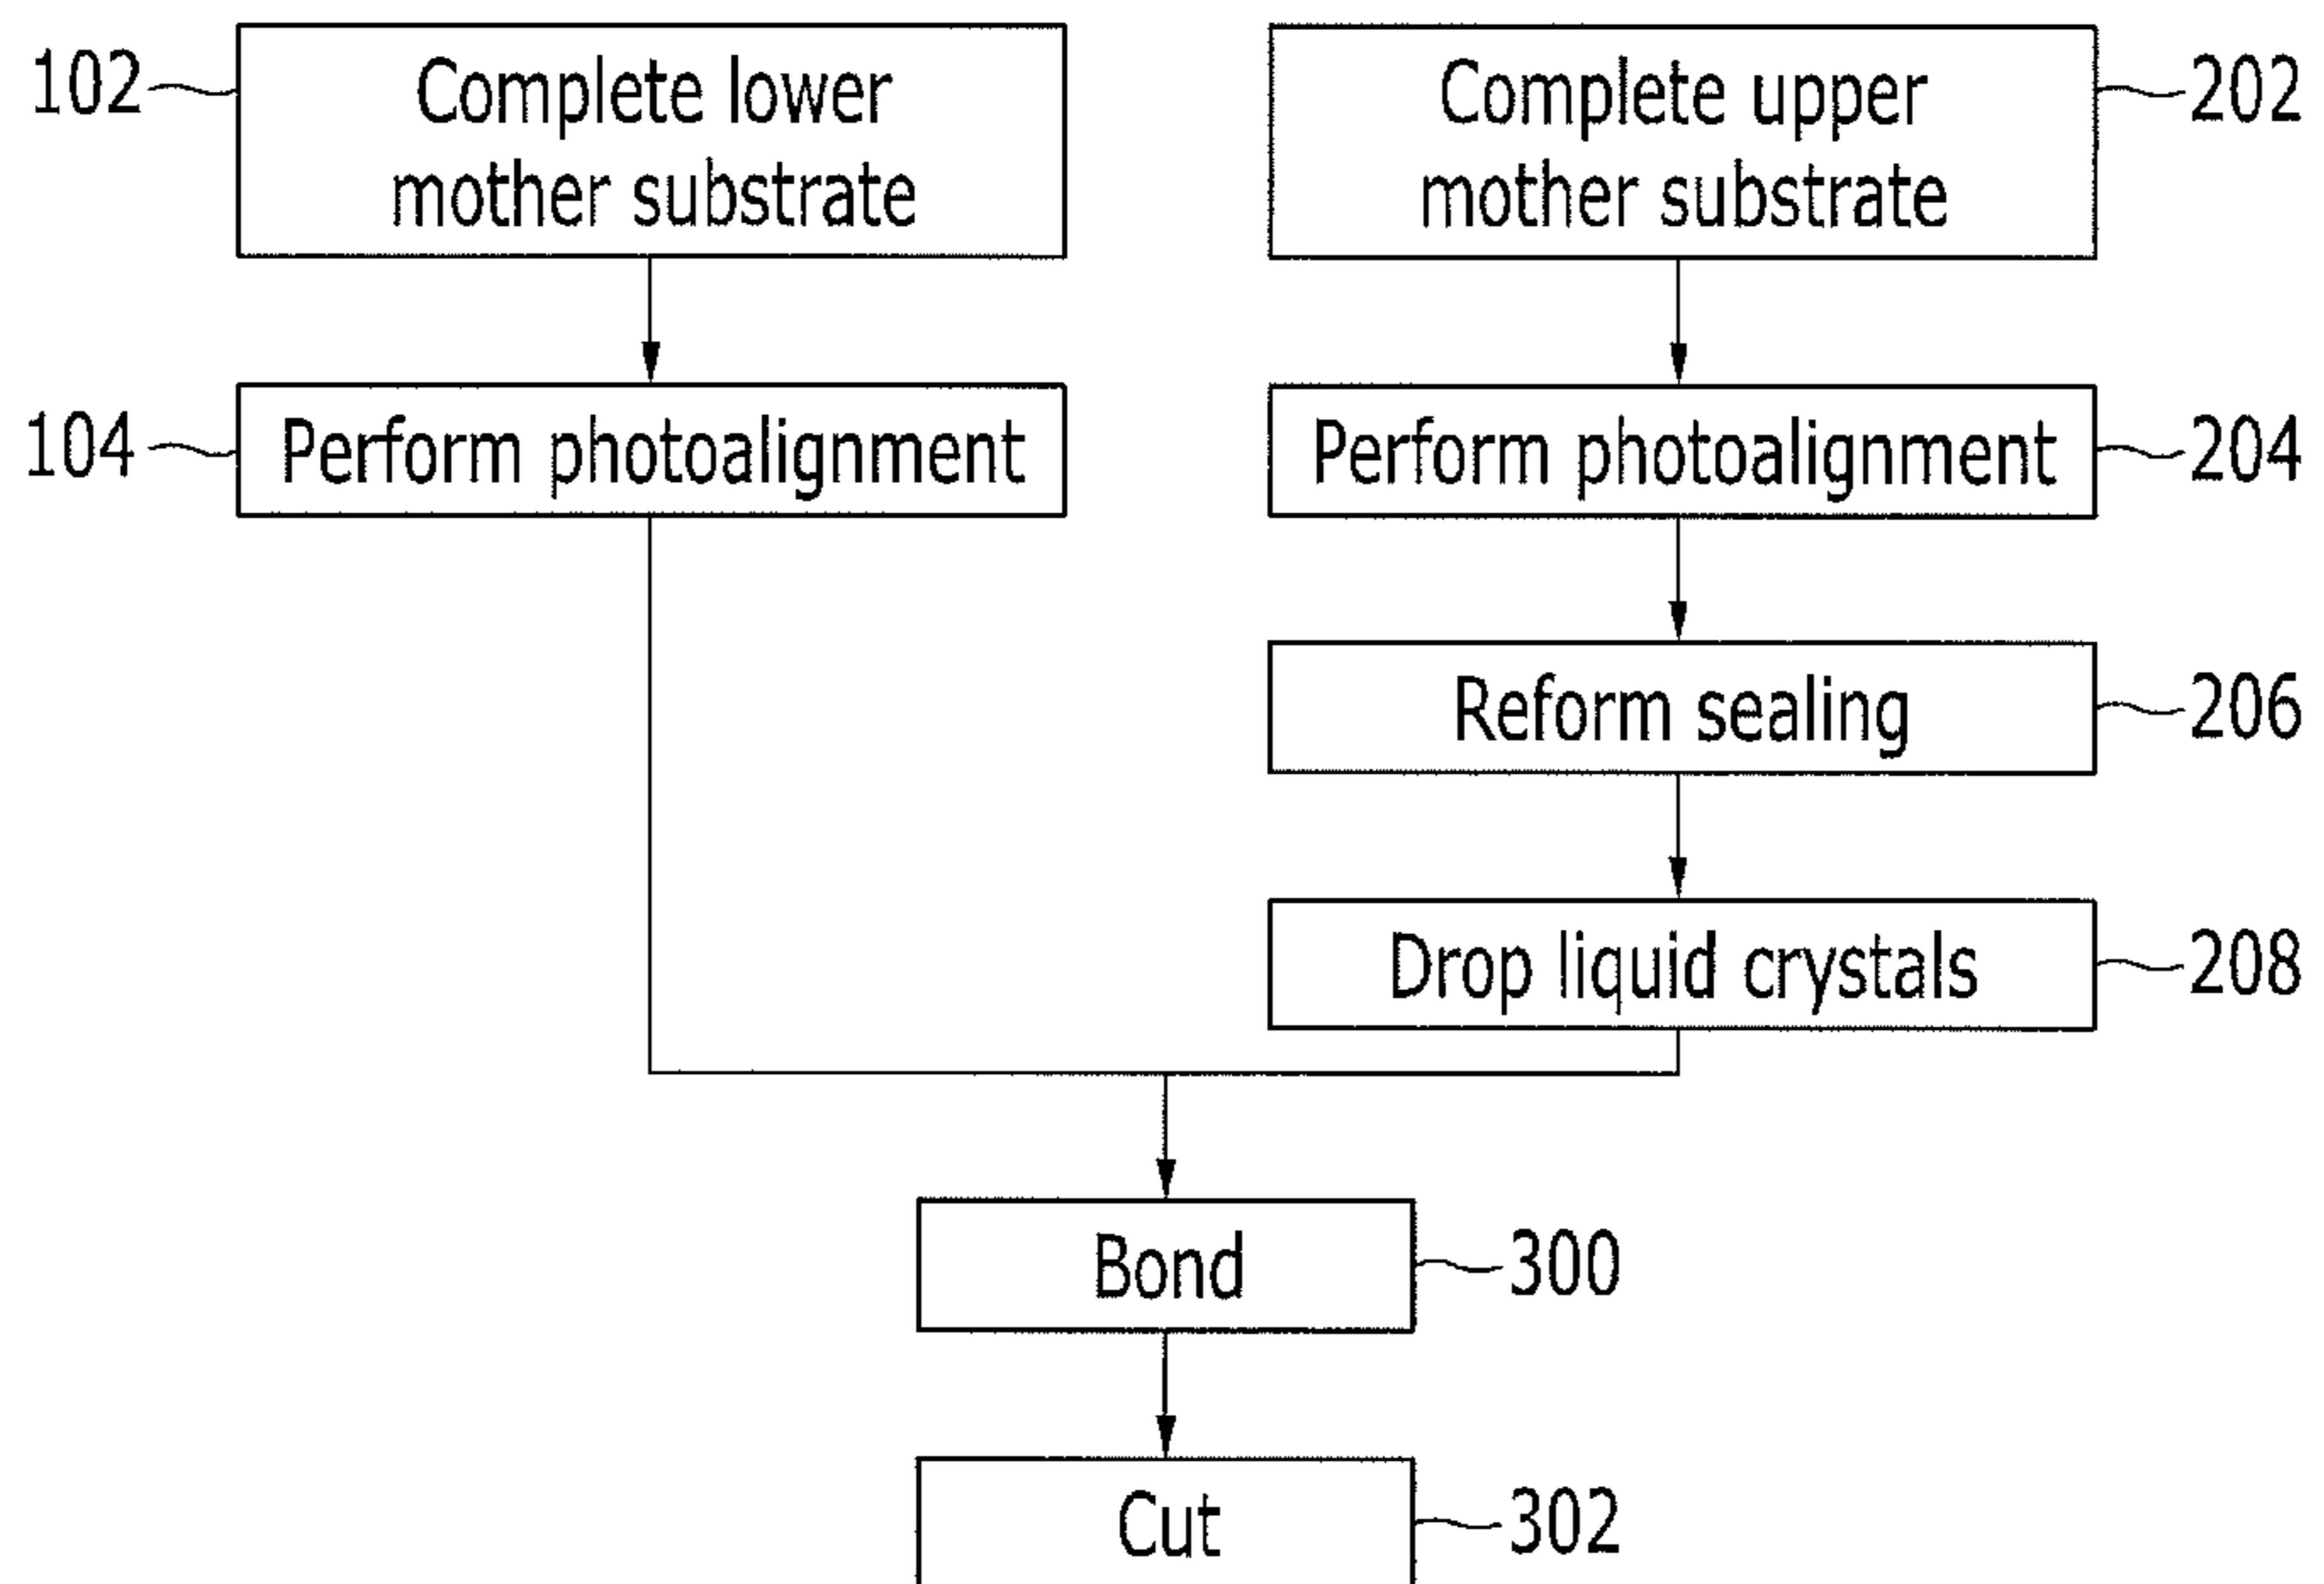 102
Complete lower
mother substrate
Complete upper
mother substrate
202
104
Perform photoalignment
Perform photoalignment
204
Reform sealing
206
Drop liquid crystals
208
Bond
300
Cut
302